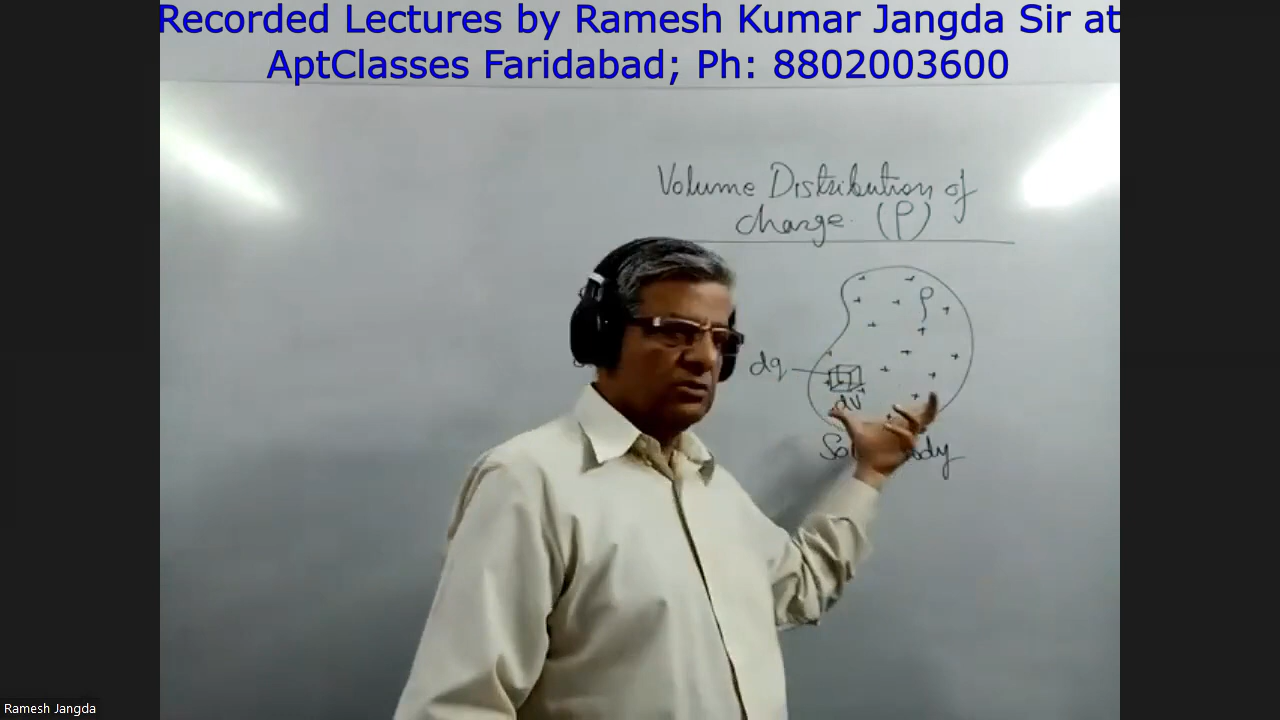 Recorded Lectures by Ramesh Kumar Jangda Sir at
AptClasses Faridabad; Ph: 8802003600
Volume Distribution of
charge (ρ)
ρ
dq
dV
Ramesh Jangda